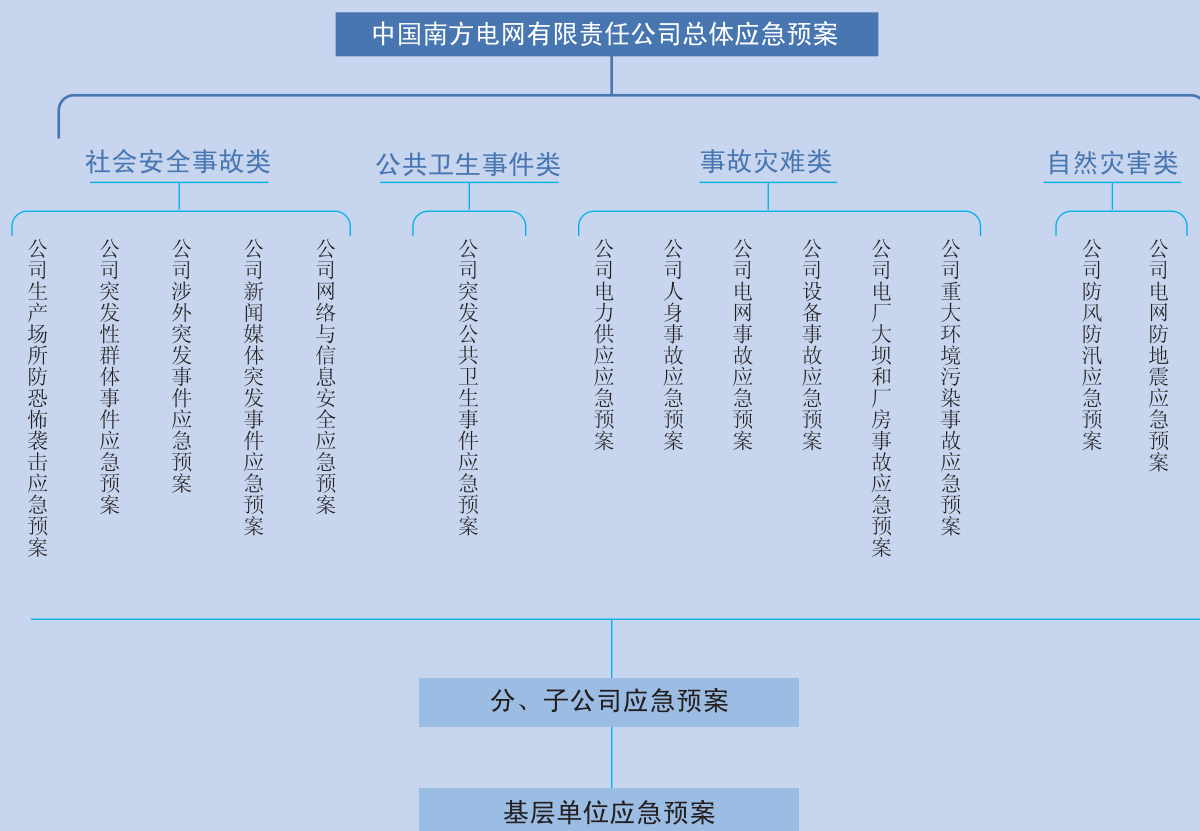 中国南方电网有限责任公司总体应急预案
社会安全事故类
公共卫生事件类
事故灾难类
自然灾害类
公司生产场所防恐怖袭击应急预案
公司突发性群体事件应急预案
公司涉外突发事件应急预案
公司新闻媒体突发事件应急预案
公司网络与信息安全应急预案
公司突发公共卫生事件应急预案
公司电力供应应急预案
公司人身事故应急预案
公司电网事故应急预案
公司设备事故应急预案
公司电厂大坝和厂房事故应急预案
公司重大环境污染事故应急预案
公司防风防汛应急预案
公司电网防地震应急预案
分、子公司应急预案
基层单位应急预案